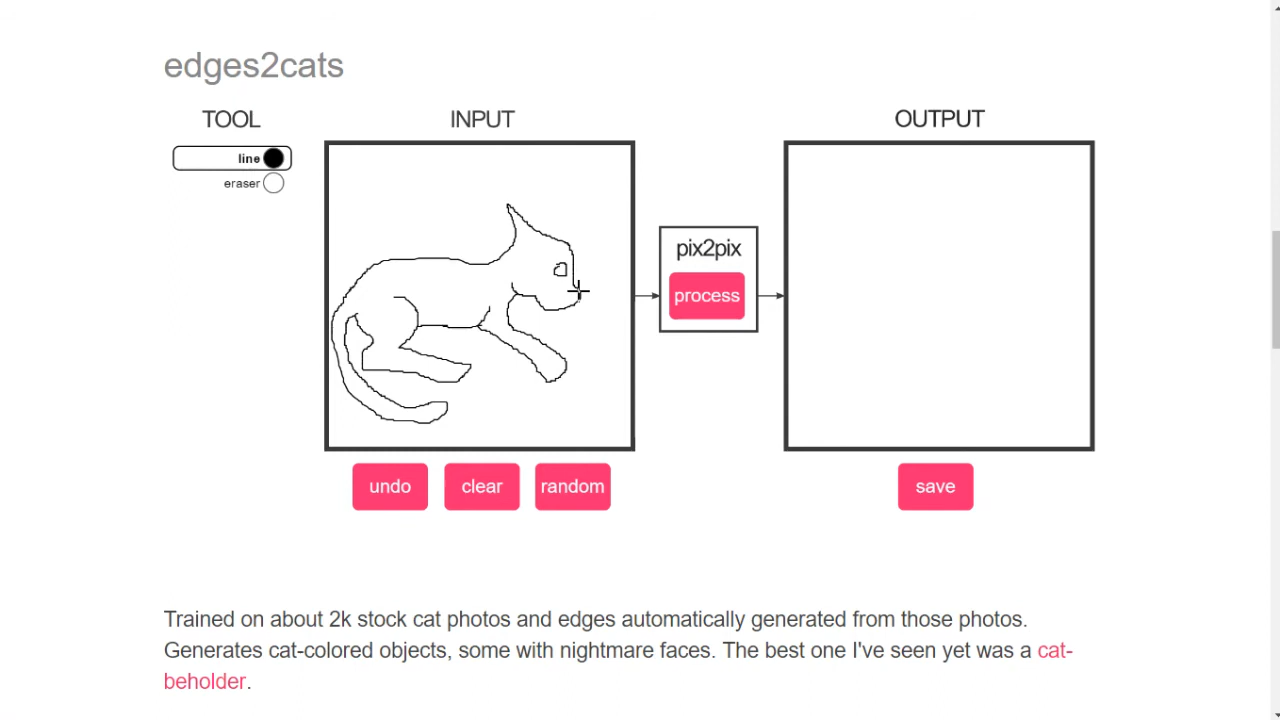 edges2cats
TOOL
INPUT
OUTPUT
line
eraser
pix2pix
process
undo
clear
random
save
Trained on about 2k stock cat photos and edges automatically generated from those photos.
Generates cat-colored objects, some with nightmare faces. The best one I've seen yet was a cat-
beholder.